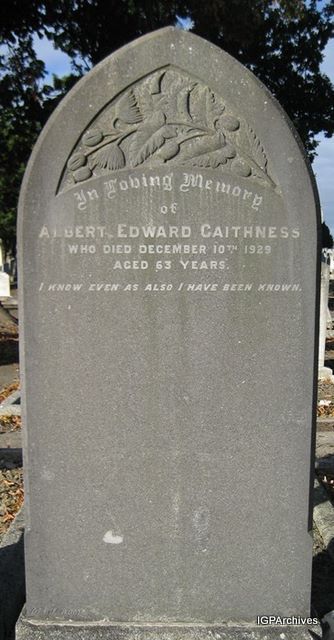 In Loving Memory
of
ALBERT EDWARD CAITHNESS
WHO DIED DECEMBER 10TH 1929
AGED 63 YEARS.
I KNOW EVEN AS ALSO I HAVE BEEN KNOWN.
IGPArchives